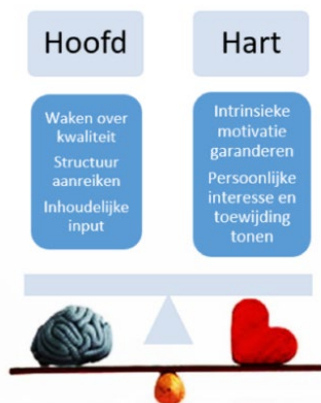 Hoofd
Hart
Waken over
kwaliteit
Structuur
aanreiken
Inhoudelijke
input
Intrinsieke
motivatie
garanderen
Persoonlijke
interesse en
toewijding
tonen